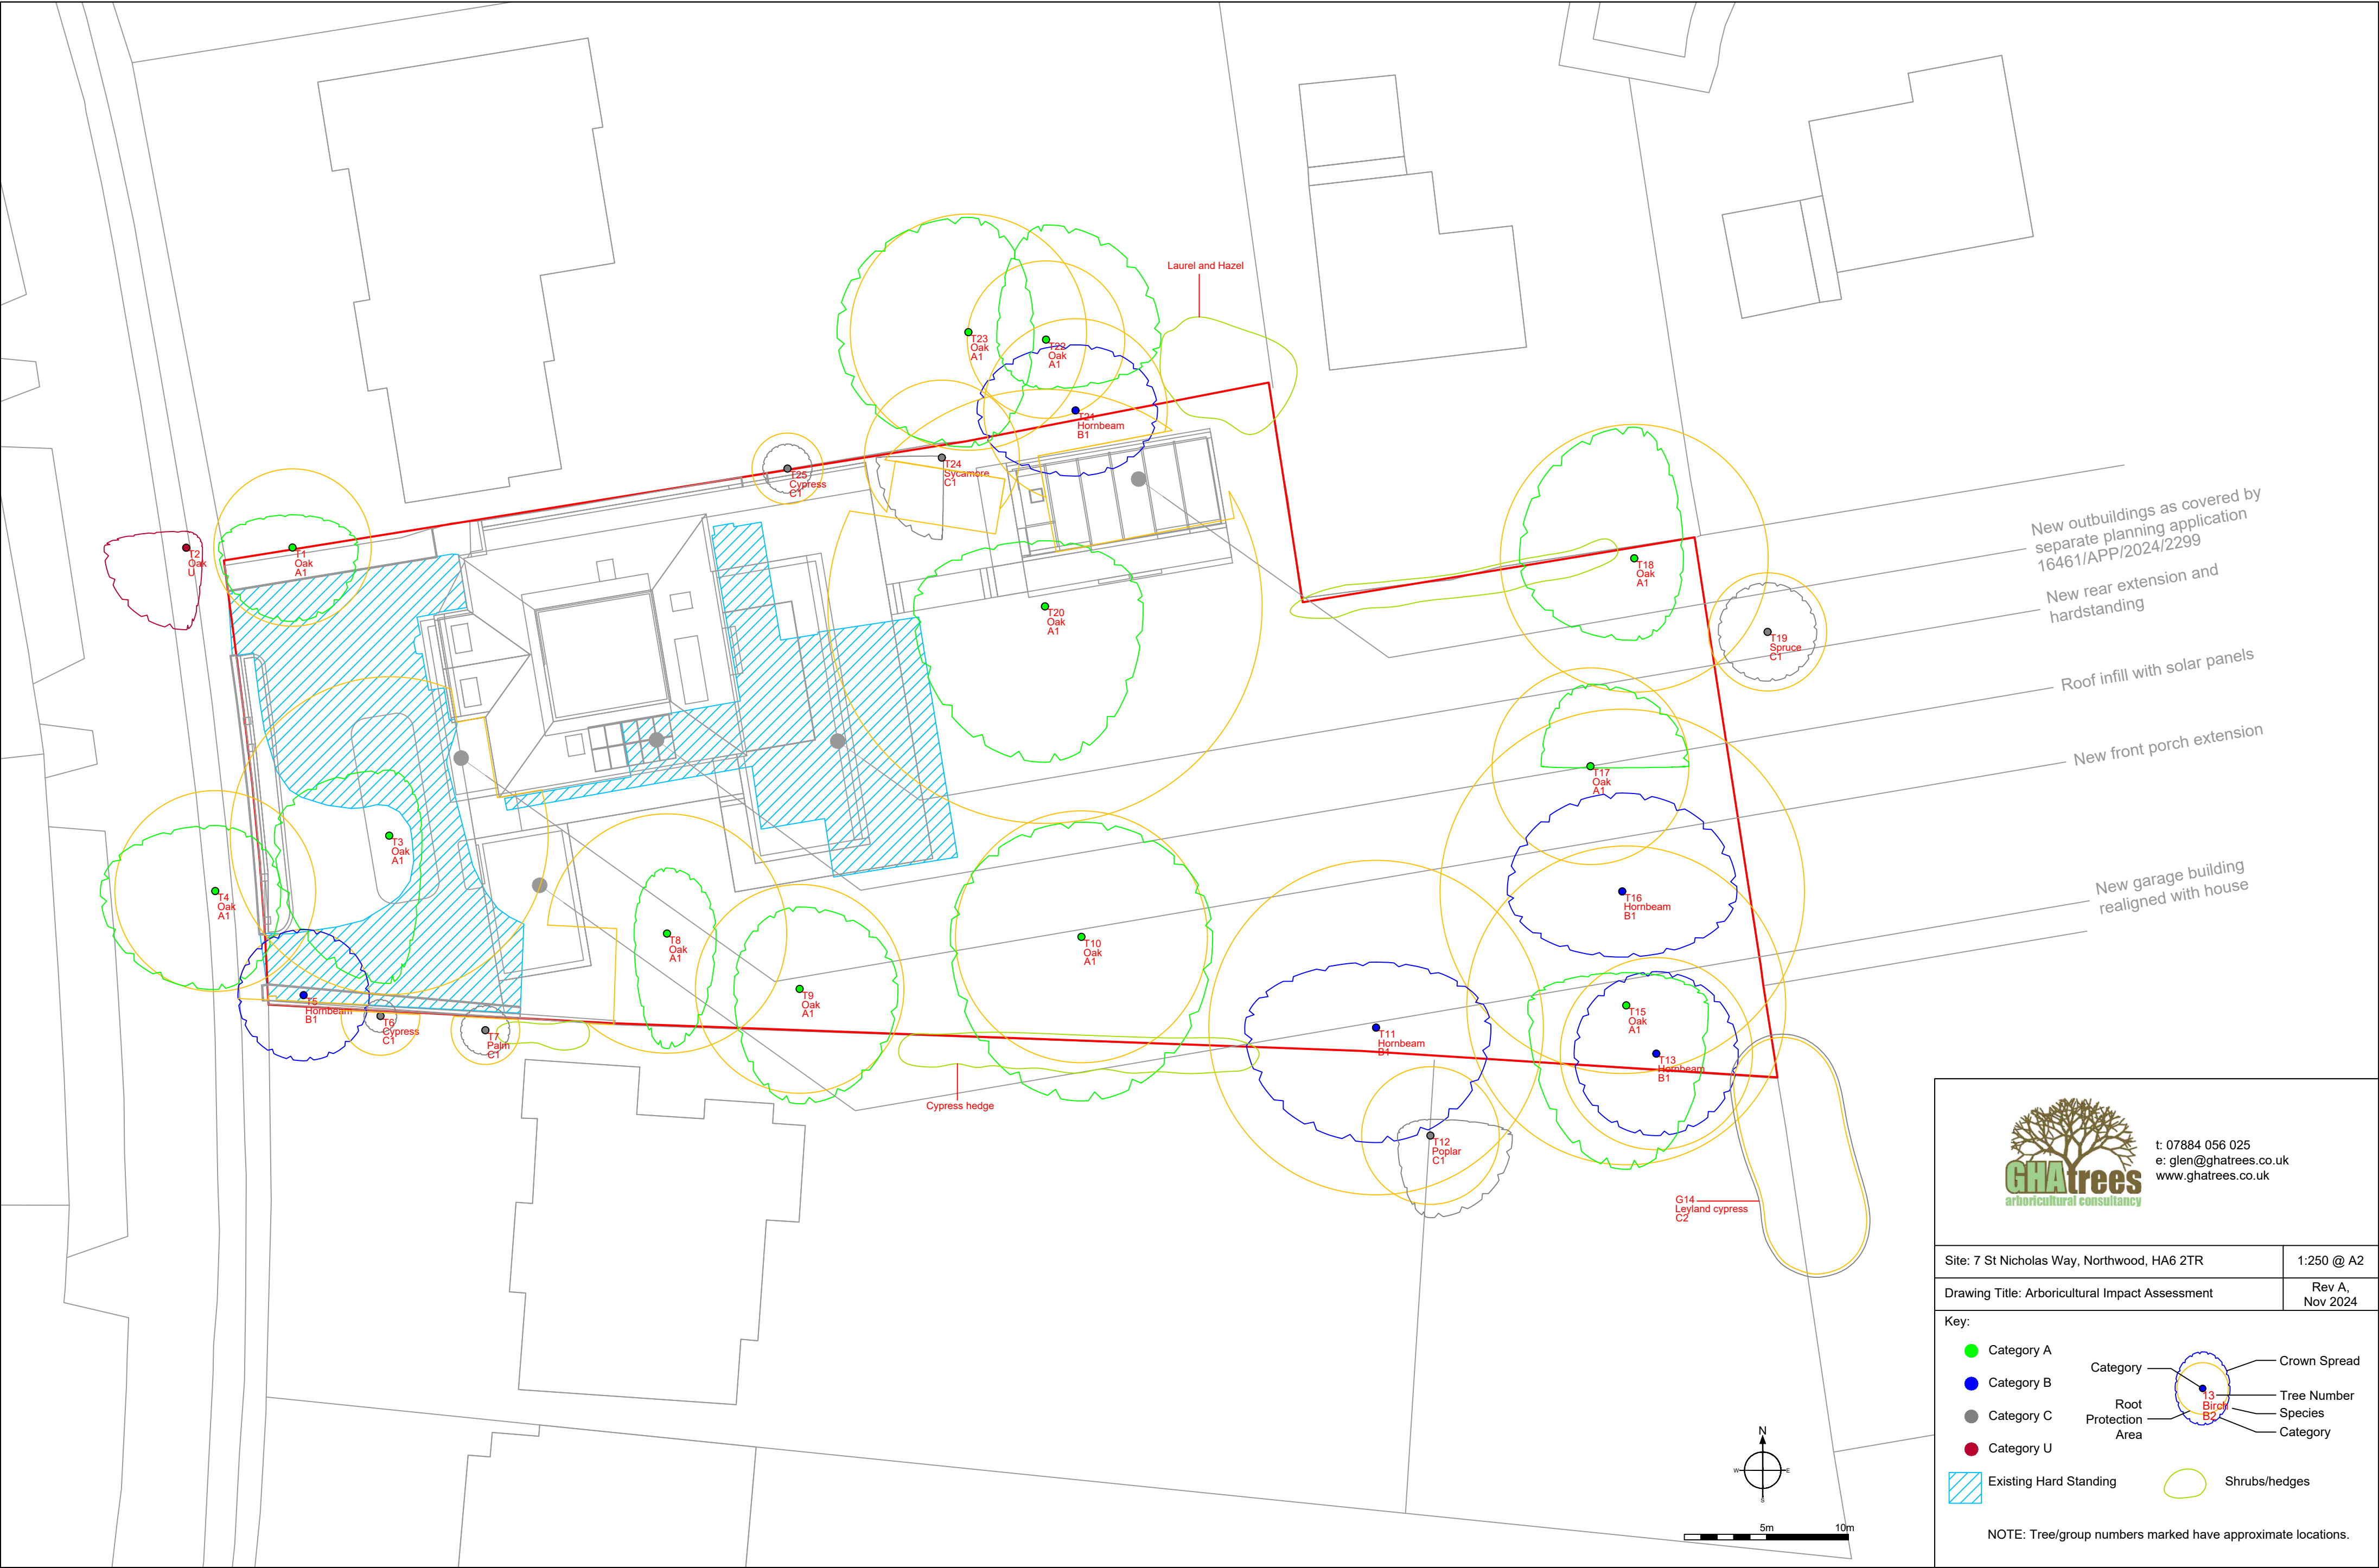 Laurel and Hazel
T23
Oak
A1
T22
Oak
A1
T21
Hornbeam
B1
T24
Sycamore
C1
T25
Cypress
C1
T2
Oak
U
T1
Oak
A1
T18
Oak
A1
T20
Oak
A1
T19
Spruce
C1
New outbuildings as covered by
separate planning application
16461/APP/2024/2299
New rear extension and
hardstanding
Roof infill with solar panels
New front porch extension
New garage building
realigned with house
T17
Oak
A1
T3
Oak
A1
T4
Oak
A1
T16
Hornbeam
B1
T8
Oak
A1
T10
Oak
A1
T9
Oak
A1
T5
Hornbeam
B1
T6
Cypress
C1
T7
Palm
C1
T11
Hornbeam
B1
T15
Oak
A1
T13
Hornbeam
B1
Cypress hedge
T12
Poplar
C1
G14
Leyland cypress
C2
GHAtrees
arboricultural consultancy
t: 07884 056 025
e: glen@ghatrees.co.uk
www.ghatrees.co.uk
Site: 7 St Nicholas Way, Northwood, HA6 2TR
1:250 @ A2
Drawing Title: Arboricultural Impact Assessment
Rev A,
Nov 2024
Key:
Category A
Category B
Category C
Category U
Existing Hard Standing
Category
Root
Protection
Area
T3
Birch
B2
Crown Spread
Tree Number
Species
Category
Shrubs/hedges
NOTE: Tree/group numbers marked have approximate locations.
N
W
E
S
5m
10m